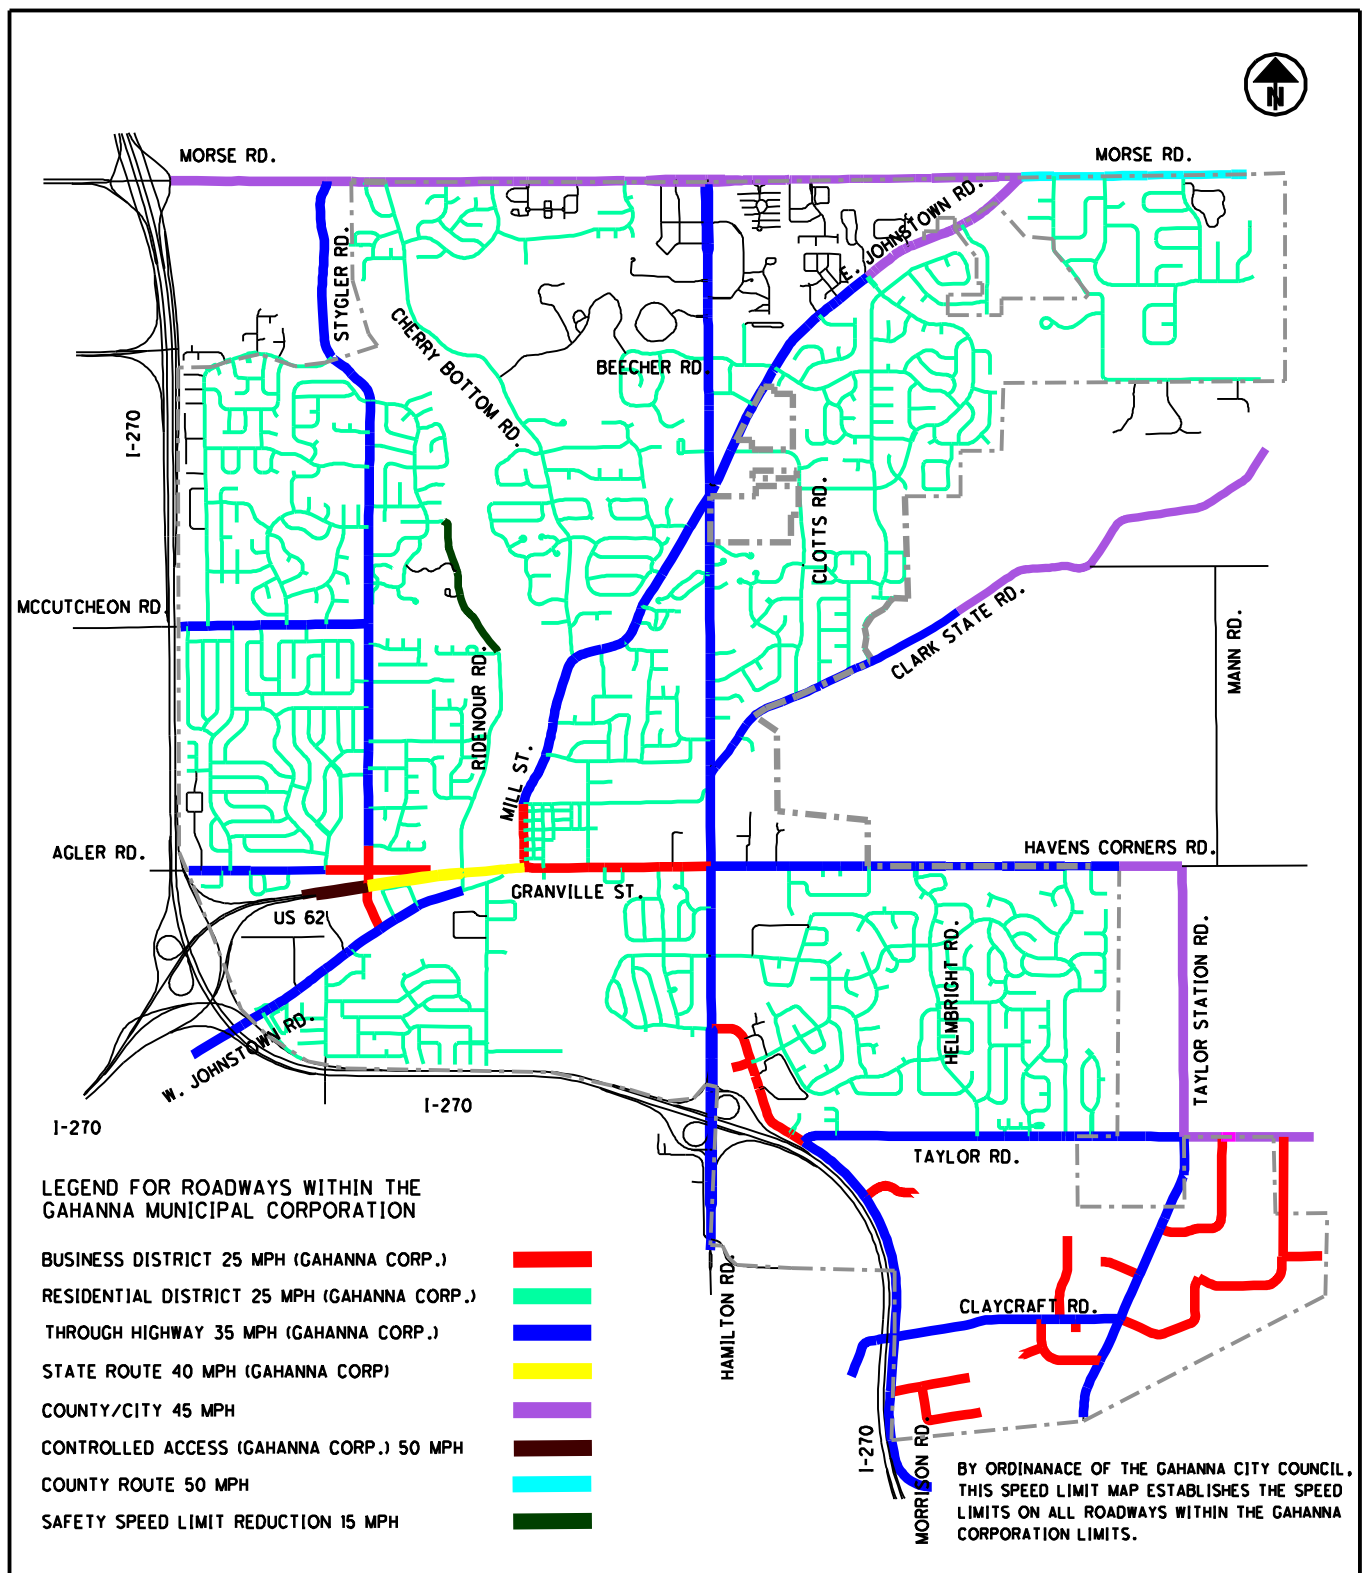 N
MORSE RD.
MORSE RD.
E. JOHNSTOWN RD.
STYGLER RD.
CHERRY BOTTOM RD.
BEECHER RD.
I-270
CLOTTS RD.
MCCUTCHEON RD.
CLARK STATE RD.
MANN RD.
RIDENOUR RD.
MILL ST.
AGLER RD.
HAVENS CORNERS RD.
GRANVILLE ST.
US 62
HELMBRIGHT RD.
TAYLOR STATION RD.
W. JOHNSTOWN RD.
I-270
I-270
TAYLOR RD.
HAMILTON RD.
CLAYCRAFT RD.
I-270
MORRISON RD.
LEGEND FOR ROADWAYS WITHIN THE
GAHANNA MUNICIPAL CORPORATION
BUSINESS DISTRICT 25 MPH (GAHANNA CORP.)
RESIDENTIAL DISTRICT 25 MPH (GAHANNA CORP.)
THROUGH HIGHWAY 35 MPH (GAHANNA CORP.)
STATE ROUTE 40 MPH (GAHANNA CORP)
COUNTY/CITY 45 MPH
CONTROLLED ACCESS (GAHANNA CORP.) 50 MPH
COUNTY ROUTE 50 MPH
SAFETY SPEED LIMIT REDUCTION 15 MPH
BY ORDINANACE OF THE GAHANNA CITY COUNCIL,
THIS SPEED LIMIT MAP ESTABLISHES THE SPEED
LIMITS ON ALL ROADWAYS WITHIN THE GAHANNA
CORPORATION LIMITS.